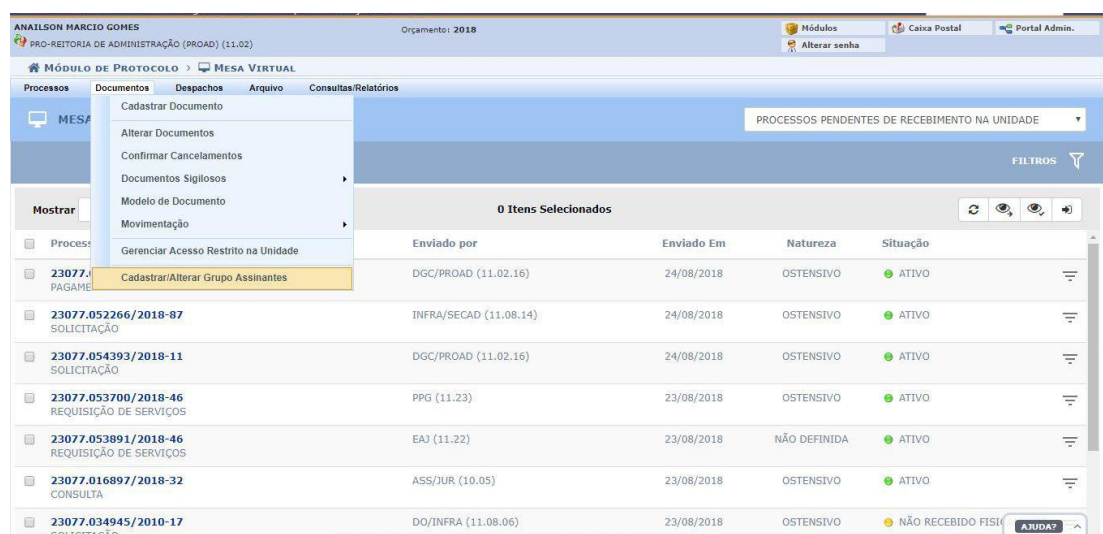 ANAILSON MARCIO GOMES
Orçamento: 2018
Módulos
Caixa Postal
Portal Admin.
PRO-REITORIA DE ADMINISTRAÇÃO (PROAD) (11.02)
Alterar senha
MÓDULO DE PROTOCOLO > MESA VIRTUAL
Processos Documentos Despachos Arquivo Consultas/Relatórios
Cadastrar Documento
MESA
PROCESSOS PENDENTES DE RECEBIMENTO NA UNIDADE
Alterar Documentos
Confirmar Cancelamentos
FILTROS
Documentos Sigilosos
Modelo de Documento
Mostrar
0 Itens Selecionados
Movimentação
Process Enviado por Enviado Em Natureza Situação
Gerenciar Acesso Restrito na Unidade
Cadastrar/Alterar Grupo Assinantes
23077. DGC/PROAD (11.02.16) 24/08/2018 OSTENSIVO ATIVO
PAGAME
23077.052266/2018-87 INFRA/SECAD (11.08.14) 24/08/2018 OSTENSIVO ATIVO
SOLICITAÇÃO
23077.054393/2018-11 DGC/PROAD (11.02.16) 24/08/2018 OSTENSIVO ATIVO
SOLICITAÇÃO
23077.053700/2018-46 PPG (11.23) 23/08/2018 OSTENSIVO ATIVO
REQUISIÇÃO DE SERVIÇOS
23077.053891/2018-46 EAJ (11.22) 23/08/2018 NÃO DEFINIDA ATIVO
REQUISIÇÃO DE SERVIÇOS
23077.016897/2018-32 ASS/JUR (10.05) 23/08/2018 OSTENSIVO ATIVO
CONSULTA
23077.034945/2010-17 DO/INFRA (11.08.06) 23/08/2018 OSTENSIVO NÃO RECEBIDO FISI
AJUDA?